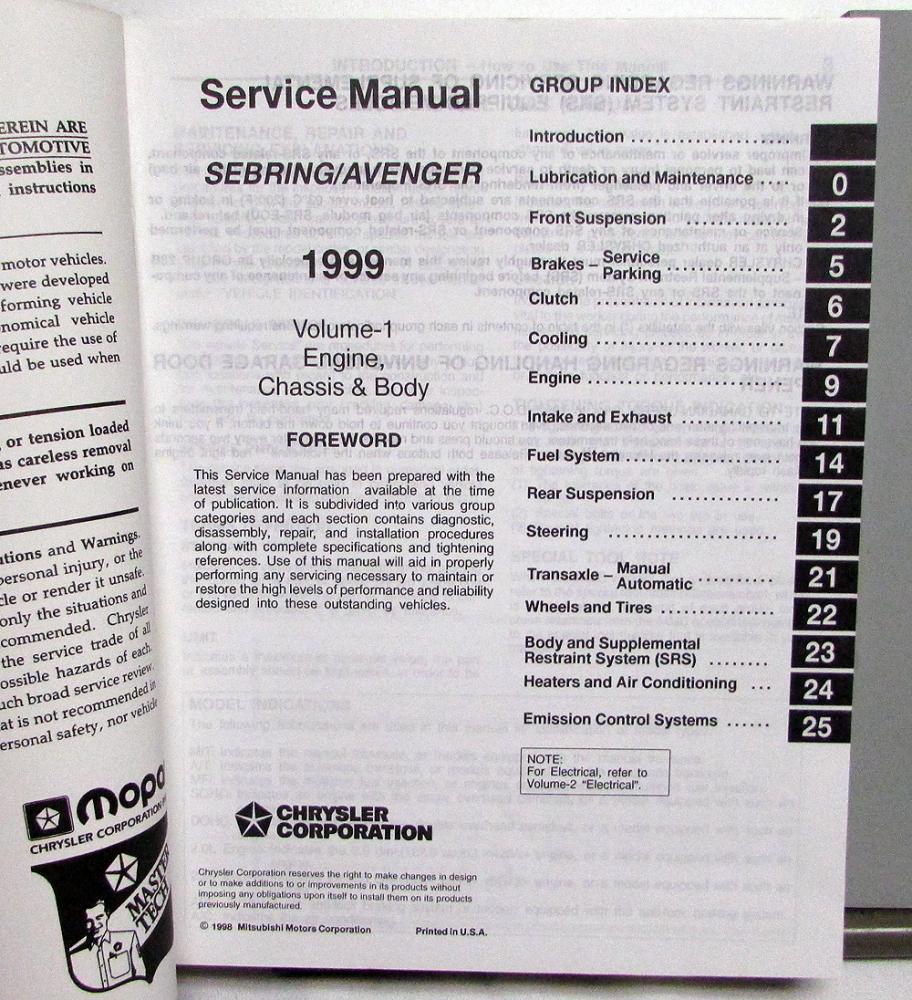 EREIN ARE
TOMOTIVE
ssemblies in
instructions
motor vehicles.
were developed
forming vehicle
nomical vehicle
equire the use of
uld be used when
or tension loaded
as careless removal
enever working on
utions and Warnings.
personal injury, or the
cle or render it unsafe.
only the situations and
commended. Chrysler
the service trade of all
ossible hazards of each.
uch broad service review.
at is not recommended in
ersonal safety, nor vehicle
Mopa
CHRYSLER CORPORATION
MASTER
TECH
Service Manual
SEBRING/AVENGER
1999
Volume-1
Engine,
Chassis & Body
FOREWORD
This Service Manual has been prepared with the
latest service information available at the time
of publication. It is subdivided into various group
categories and each section contains diagnostic,
disassembly, repair, and installation procedures
along with complete specifications and tightening
references. Use of this manual will aid in properly
performing any servicing necessary to maintain or
restore the high levels of performance and reliability
designed into these outstanding vehicles.
CHRYSLER
CORPORATION
Chrysler Corporation reserves the right to make changes in design
or to make additions to or improvements in its products without
imposing any obligations upon itself to install them on its products
previously manufactured.
© 1998 Mitsubishi Motors Corporation Printed in U.S.A.
GROUP INDEX
Introduction ....................
Lubrication and Maintenance .... 0
Front Suspension ............... 2
Brakes – Service Parking ............... 5
Clutch ....................... 6
Cooling ....................... 7
Engine ........................ 9
Intake and Exhaust ............. 11
Fuel System .................... 14
Rear Suspension ............. 17
Steering ..................... 19
Transaxle – Manual Automatic .......... 21
Wheels and Tires ............... 22
Body and Supplemental
Restraint System (SRS) ........ 23
Heaters and Air Conditioning ... 24
Emission Control Systems ...... 25
NOTE:
For Electrical, refer to
Volume-2 "Electrical".